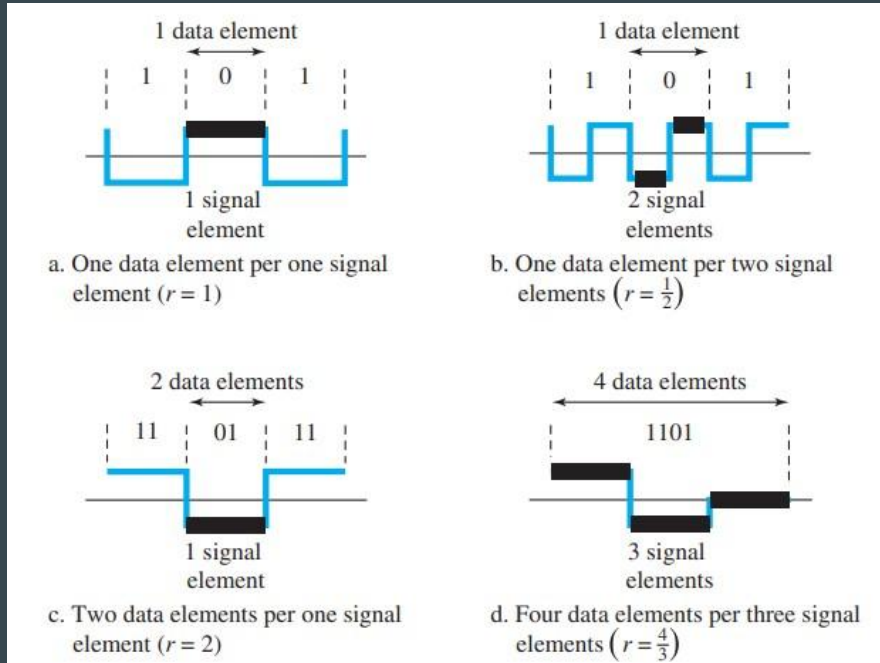 1 data element
1 0 1
1 signal
element
a. One data element per one signal
element (r = 1)
1 data element
1 0 1
2 signal
elements
b. One data element per two signal
elements (r = 1/2)
2 data elements
11 01 11
1 signal
element
c. Two data elements per one signal
element (r = 2)
4 data elements
1101
3 signal
elements
d. Four data elements per three signal
elements (r = 4/3)